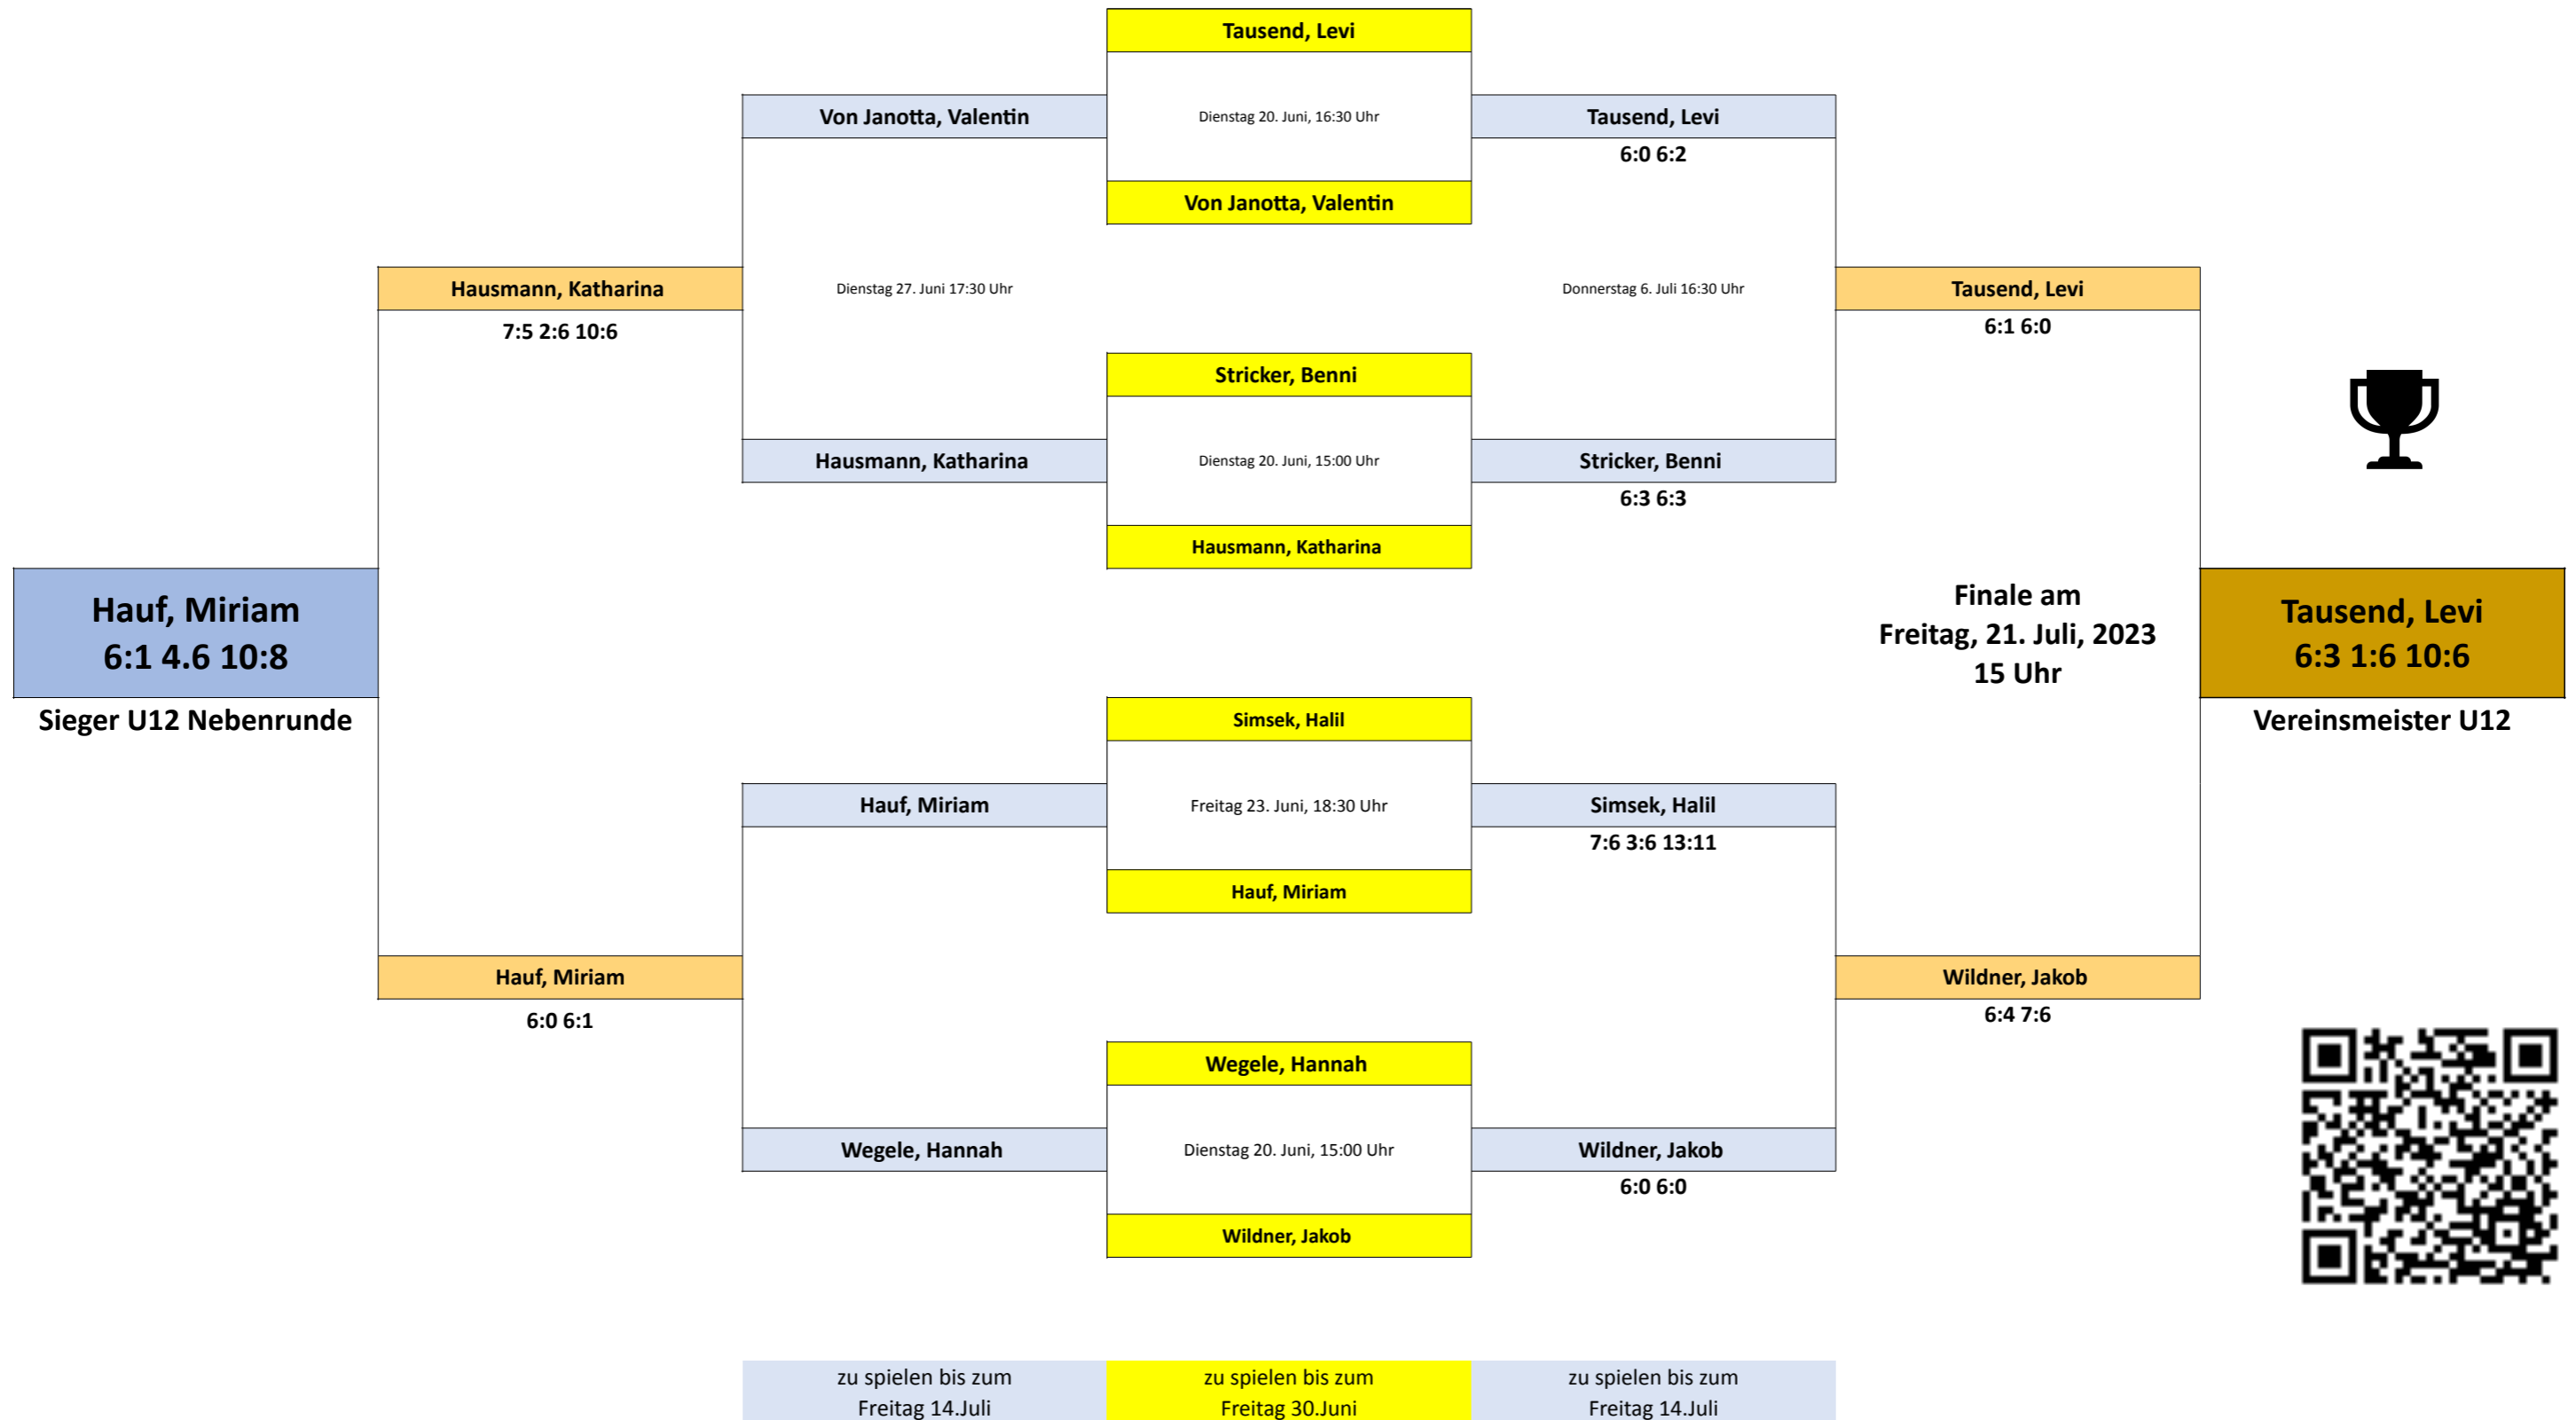 Tausend, Levi
Von Janotta, Valentin
Dienstag 20. Juni, 16:30 Uhr
Tausend, Levi
6:0 6:2
Von Janotta, Valentin
Hausmann, Katharina
7:5 2:6 10:6
Dienstag 27. Juni 17:30 Uhr
Donnerstag 6. Juli 16:30 Uhr
Tausend, Levi
6:1 6:0
Stricker, Benni
Hausmann, Katharina
Dienstag 20. Juni, 15:00 Uhr
Stricker, Benni
6:3 6:3
Hausmann, Katharina
Hauf, Miriam
6:1 4.6 10:8
Sieger U12 Nebenrunde
Finale am
Freitag, 21. Juli, 2023
15 Uhr
Tausend, Levi
6:3 1:6 10:6
Vereinsmeister U12
Simsek, Halil
Hauf, Miriam
Freitag 23. Juni, 18:30 Uhr
Simsek, Halil
7:6 3:6 13:11
Hauf, Miriam
Hauf, Miriam
6:0 6:1
Wildner, Jakob
6:4 7:6
Wegele, Hannah
Wegele, Hannah
Dienstag 20. Juni, 15:00 Uhr
Wildner, Jakob
6:0 6:0
Wildner, Jakob
zu spielen bis zum
Freitag 14.Juli
zu spielen bis zum
Freitag 30.Juni
zu spielen bis zum
Freitag 14.Juli